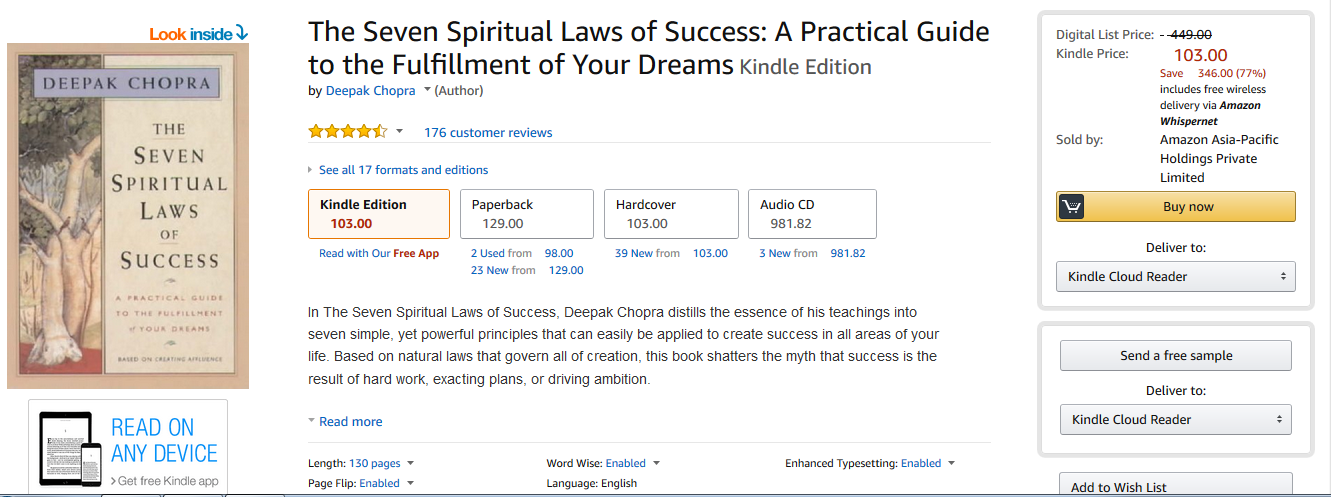 Look inside
DEEPAK CHOPRA
THE
SEVEN
SPIRITUAL
LAWS
OF
SUCCESS
A PRACTICAL GUIDE
TO THE FULFILLMENT
of YOUR DREAMS
BASED ON CREATING AFFLUENCE
READ ON
ANY DEVICE
> Get free Kindle app
The Seven Spiritual Laws of Success: A Practical Guide
to the Fulfillment of Your Dreams Kindle Edition
by Deepak Chopra (Author)
176 customer reviews
See all 17 formats and editions
Kindle Edition
103.00
Read with Our Free App
Paperback
129.00
2 Used from 98.00
23 New from 129.00
Hardcover
103.00
39 New from 103.00
Audio CD
981.82
3 New from 981.82
In The Seven Spiritual Laws of Success, Deepak Chopra distills the essence of his teachings into
seven simple, yet powerful principles that can easily be applied to create success in all areas of your
life. Based on natural laws that govern all of creation, this book shatters the myth that success is the
result of hard work, exacting plans, or driving ambition.
Read more
Length: 130 pages
Word Wise: Enabled
Enhanced Typesetting: Enabled
Page Flip: Enabled
Language: English
Digital List Price: 449.00
Kindle Price: 103.00
Save 346.00 (77%)
includes free wireless
delivery via Amazon
Whispernet
Sold by: Amazon Asia-Pacific
Holdings Private
Limited
Buy now
Deliver to:
Kindle Cloud Reader
Send a free sample
Deliver to:
Kindle Cloud Reader
Add to Wish List